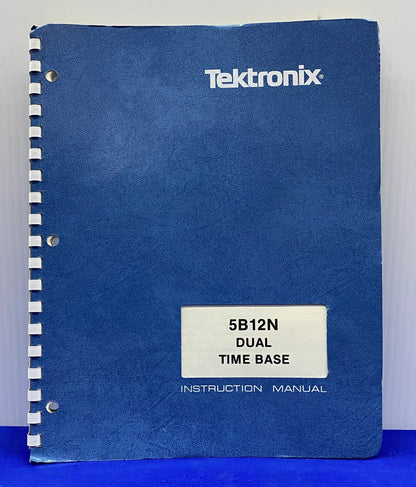 Tektronix®
5B12N
DUAL
TIME BASE
INSTRUCTION MANUAL